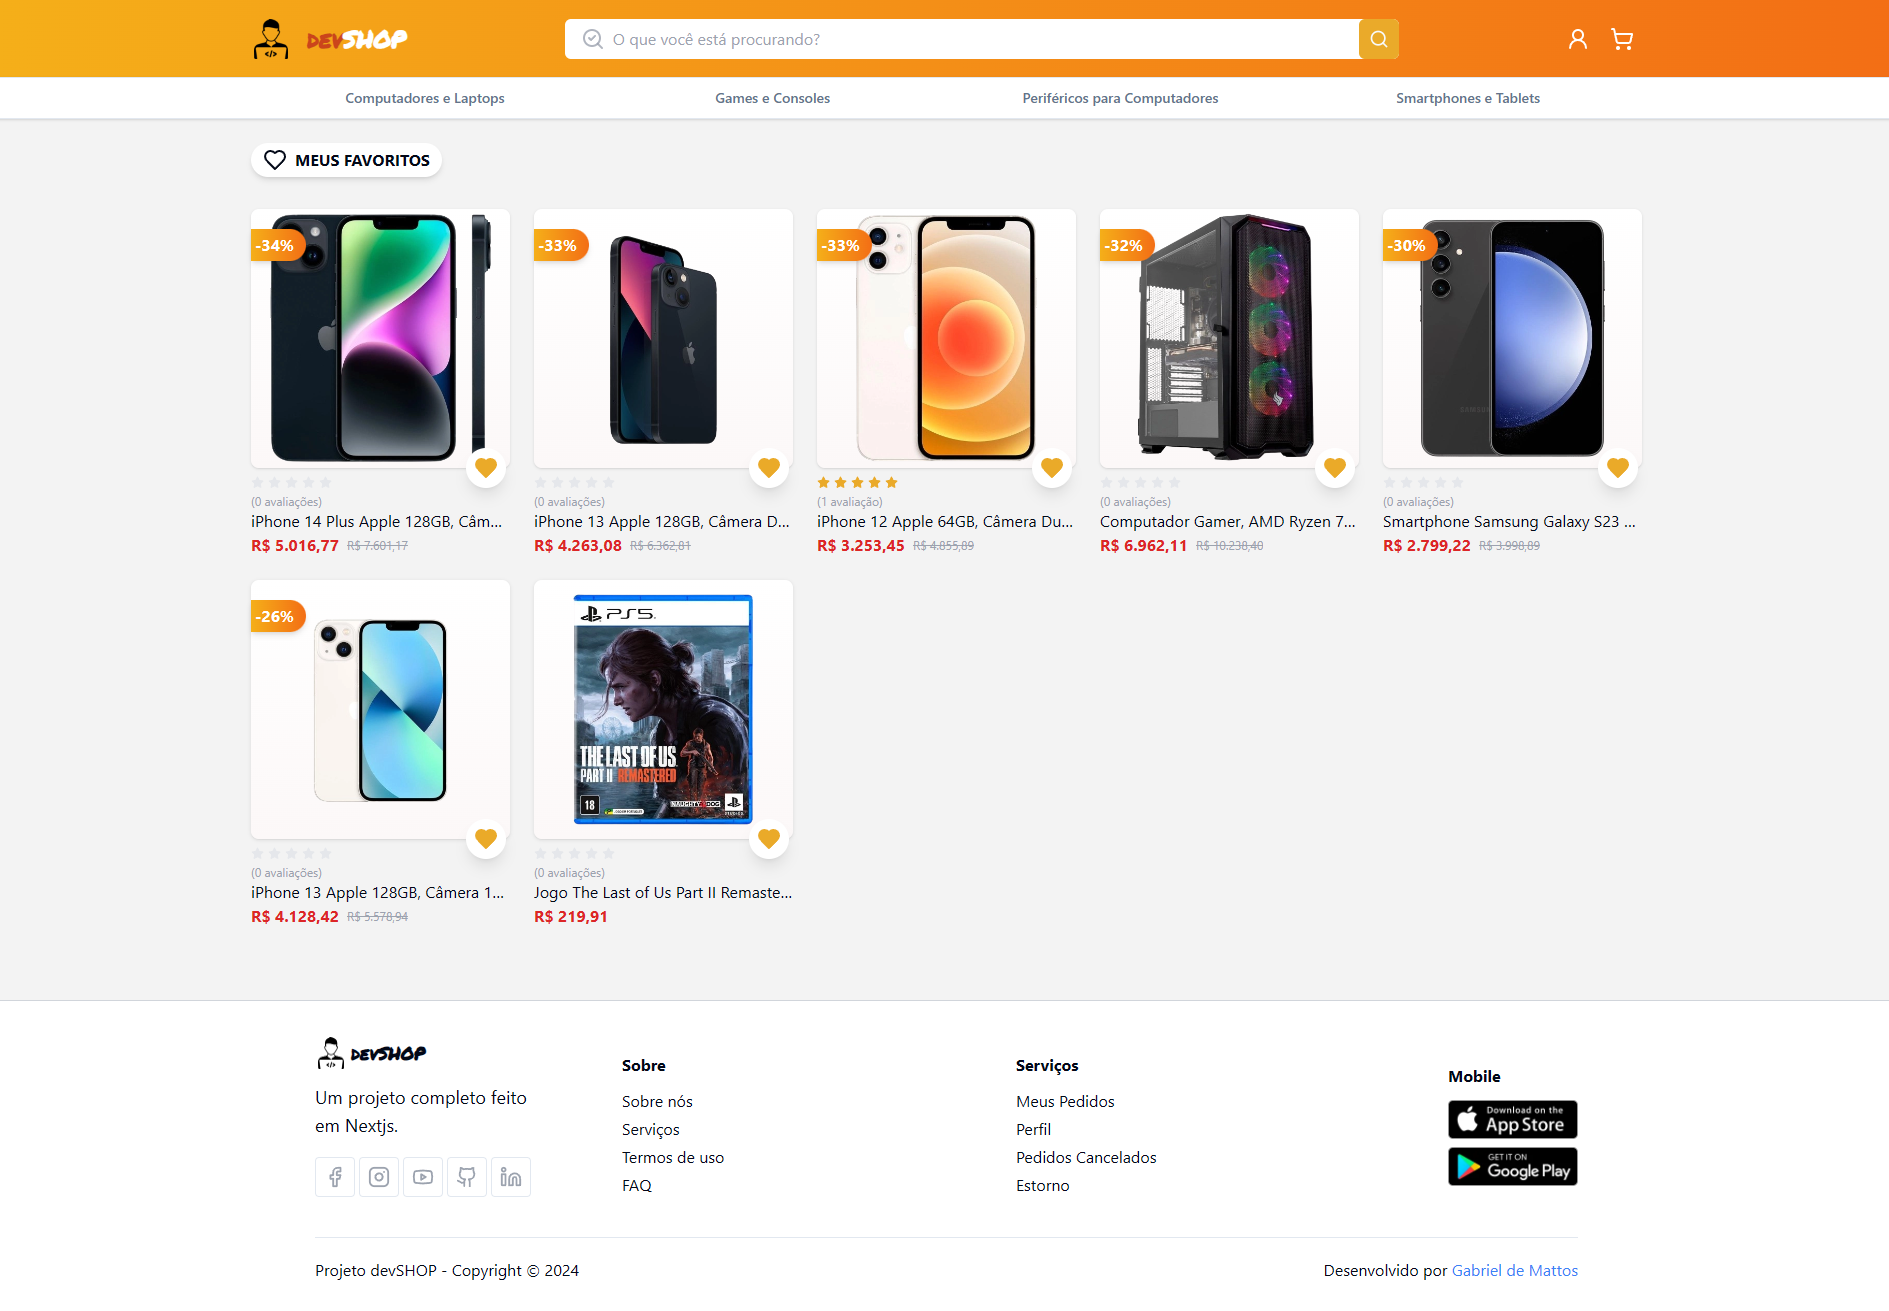 devSHOP
O que você está procurando?
Computadores e Laptops
Games e Consoles
Periféricos para Computadores
Smartphones e Tablets
MEUS FAVORITOS
-34%
(0 avaliações)
iPhone 14 Plus Apple 128GB, Câm...
R$ 5.016,77 R$ 7.601,17
-33%
(0 avaliações)
iPhone 13 Apple 128GB, Câmera D...
R$ 4.263,08 R$ 6.362,81
-33%
(1 avaliação)
iPhone 12 Apple 64GB, Câmera Du...
R$ 3.253,45 R$ 4.855,89
-32%
(0 avaliações)
Computador Gamer, AMD Ryzen 7...
R$ 6.962,11 R$ 10.238,40
-30%
SAMSUNG
(0 avaliações)
Smartphone Samsung Galaxy S23 ...
R$ 2.799,22 R$ 3.998,89
-26%
(0 avaliações)
iPhone 13 Apple 128GB, Câmera 1...
R$ 4.128,42 R$ 5.578,94
PS5
THE LAST OF US
PART II REMASTERED
18
NAUGHTY DOG
(0 avaliações)
Jogo The Last of Us Part II Remaste...
R$ 219,91
devSHOP
Um projeto completo feito
em Nextjs.
Sobre
Sobre nós
Serviços
Termos de uso
FAQ
Serviços
Meus Pedidos
Perfil
Pedidos Cancelados
Estorno
Mobile
Download on the
App Store
GET IT ON
Google Play
Projeto devSHOP - Copyright © 2024
Desenvolvido por Gabriel de Mattos